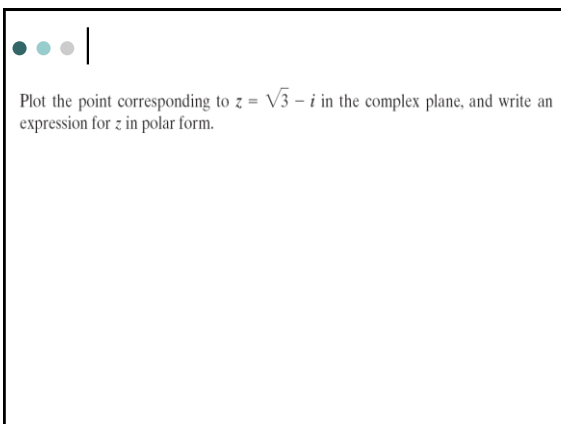 Plot the point corresponding to z = √3 − i in the complex plane, and write an
expression for z in polar form.